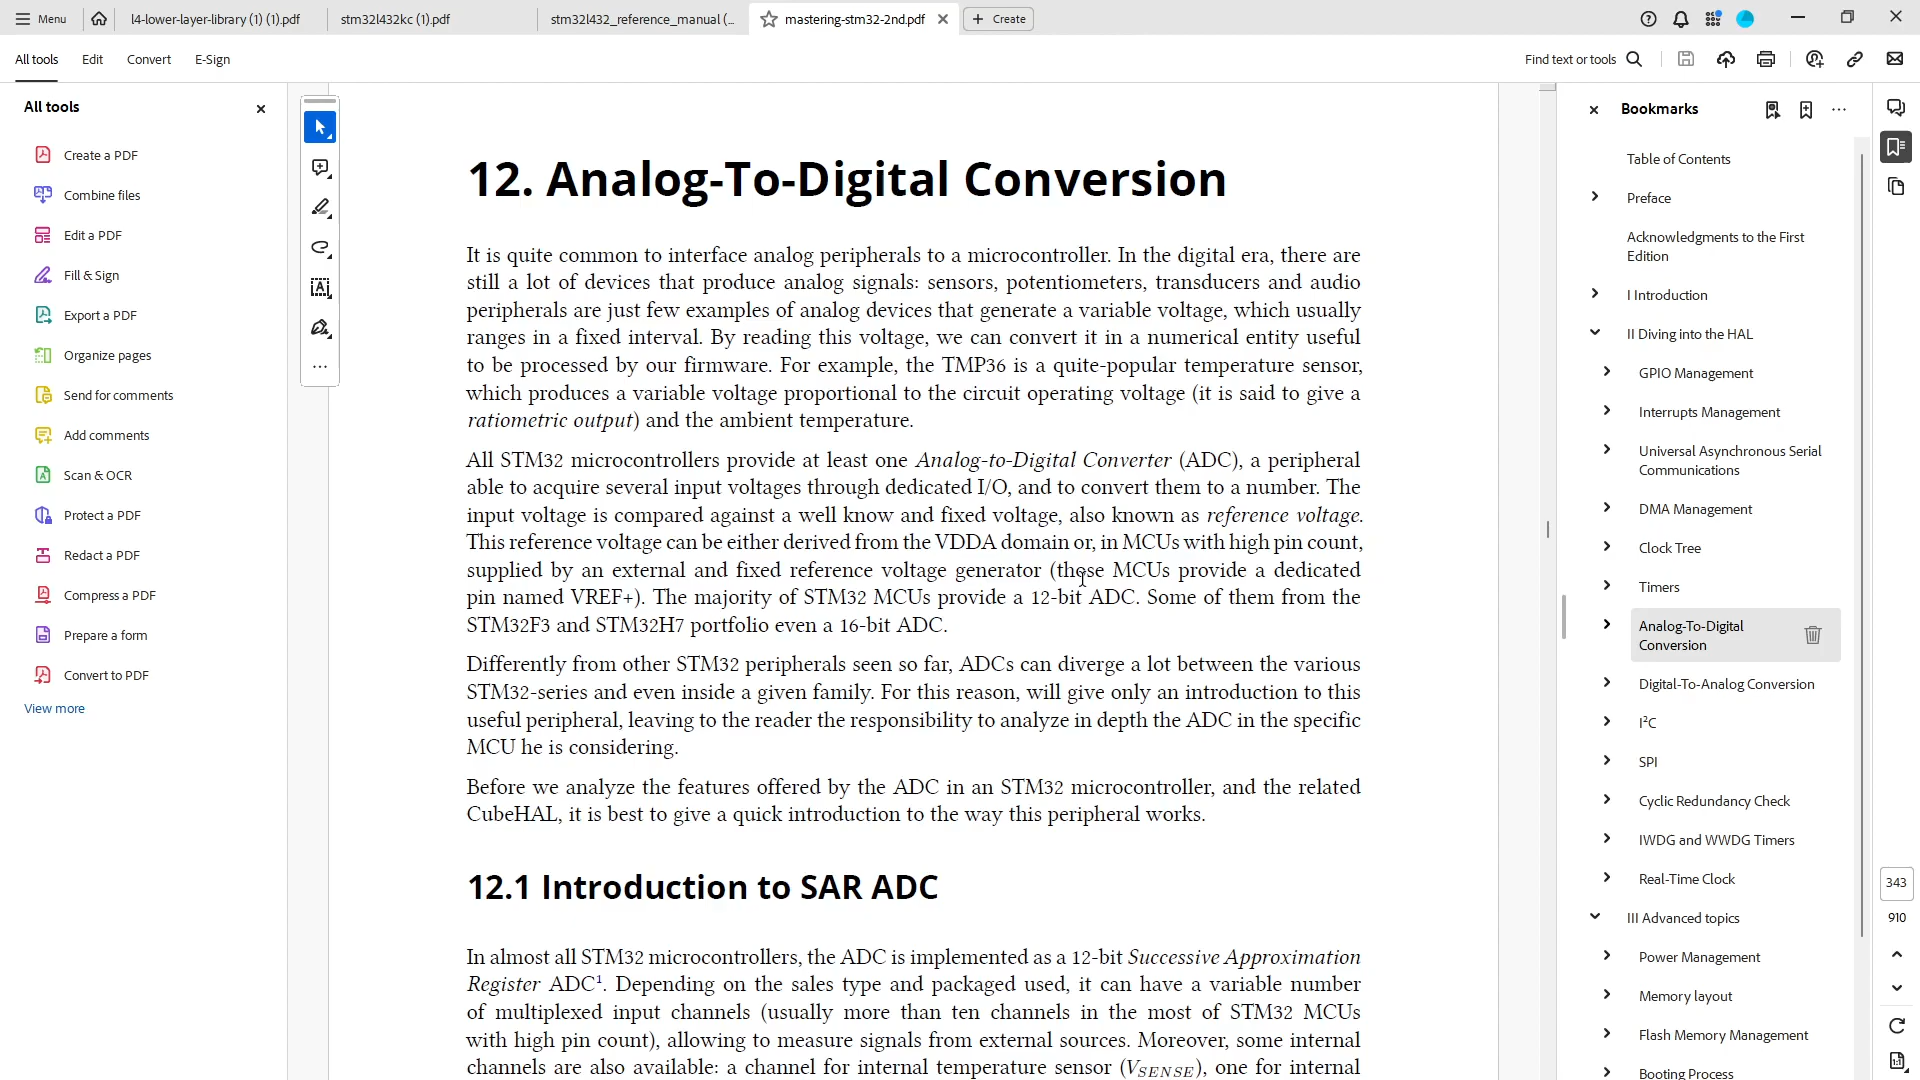 Menu
l4-lower-layer-library (1) (1).pdf
stm32l432kc (1).pdf
stm32l432_reference_manual (...
mastering-stm32-2nd.pdf
Create
All tools
Edit
Convert
E-Sign
Find text or tools
All tools
Create a PDF
Combine files
Edit a PDF
Fill & Sign
Export a PDF
Organize pages
Send for comments
Add comments
Scan & OCR
Protect a PDF
Redact a PDF
Compress a PDF
Prepare a form
Convert to PDF
View more
12. Analog-To-Digital Conversion
It is quite common to interface analog peripherals to a microcontroller. In the digital era, there are
still a lot of devices that produce analog signals: sensors, potentiometers, transducers and audio
peripherals are just few examples of analog devices that generate a variable voltage, which usually
ranges in a fixed interval. By reading this voltage, we can convert it in a numerical entity useful
to be processed by our firmware. For example, the TMP36 is a quite-popular temperature sensor,
which produces a variable voltage proportional to the circuit operating voltage (it is said to give a
ratiometric output) and the ambient temperature.
All STM32 microcontrollers provide at least one Analog-to-Digital Converter (ADC), a peripheral
able to acquire several input voltages through dedicated I/O, and to convert them to a number. The
input voltage is compared against a well know and fixed voltage, also known as reference voltage.
This reference voltage can be either derived from the VDDA domain or, in MCUs with high pin count,
supplied by an external and fixed reference voltage generator (those MCUs provide a dedicated
pin named VREF+). The majority of STM32 MCUs provide a 12-bit ADC. Some of them from the
STM32F3 and STM32H7 portfolio even a 16-bit ADC.
Differently from other STM32 peripherals seen so far, ADCs can diverge a lot between the various
STM32-series and even inside a given family. For this reason, will give only an introduction to this
useful peripheral, leaving to the reader the responsibility to analyze in depth the ADC in the specific
MCU he is considering.
Before we analyze the features offered by the ADC in an STM32 microcontroller, and the related
CubeHAL, it is best to give a quick introduction to the way this peripheral works.
12.1 Introduction to SAR ADC
In almost all STM32 microcontrollers, the ADC is implemented as a 12-bit Successive Approximation
Register ADC¹. Depending on the sales type and packaged used, it can have a variable number
of multiplexed input channels (usually more than ten channels in the most of STM32 MCUs
with high pin count), allowing to measure signals from external sources. Moreover, some internal
channels are also available: a channel for internal temperature sensor (VSENSE), one for internal
Bookmarks
Table of Contents
Preface
Acknowledgments to the First
Edition
I Introduction
II Diving into the HAL
GPIO Management
Interrupts Management
Universal Asynchronous Serial
Communications
DMA Management
Clock Tree
Timers
Analog-To-Digital
Conversion
Digital-To-Analog Conversion
I²C
SPI
Cyclic Redundancy Check
IWDG and WWDG Timers
Real-Time Clock
III Advanced topics
Power Management
Memory layout
Flash Memory Management
Booting Process
343
910